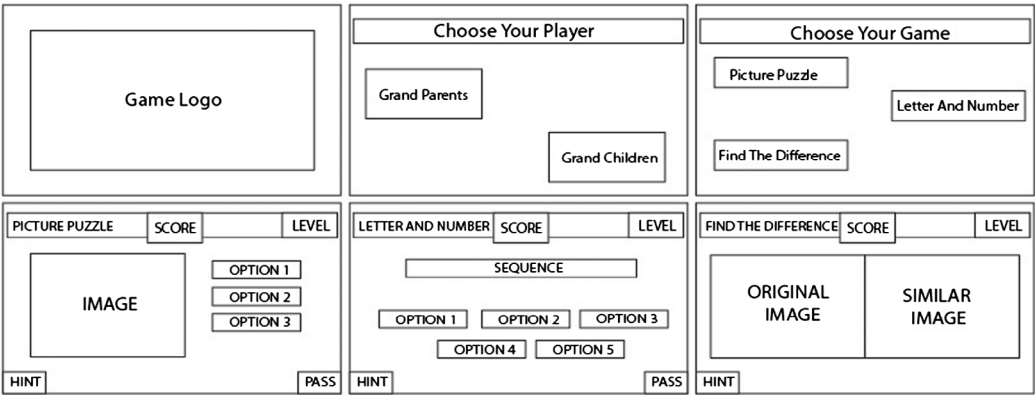 Game Logo
Choose Your Player
Grand Parents
Grand Children
Choose Your Game
Picture Puzzle
Letter And Number
Find The Difference
PICTURE PUZZLE
SCORE
LEVEL
IMAGE
OPTION 1
OPTION 2
OPTION 3
HINT
PASS
LETTER AND NUMBER
SCORE
LEVEL
SEQUENCE
OPTION 1
OPTION 2
OPTION 3
OPTION 4
OPTION 5
HINT
PASS
FIND THE DIFFERENCE
SCORE
LEVEL
ORIGINAL
IMAGE
SIMILAR
IMAGE
HINT